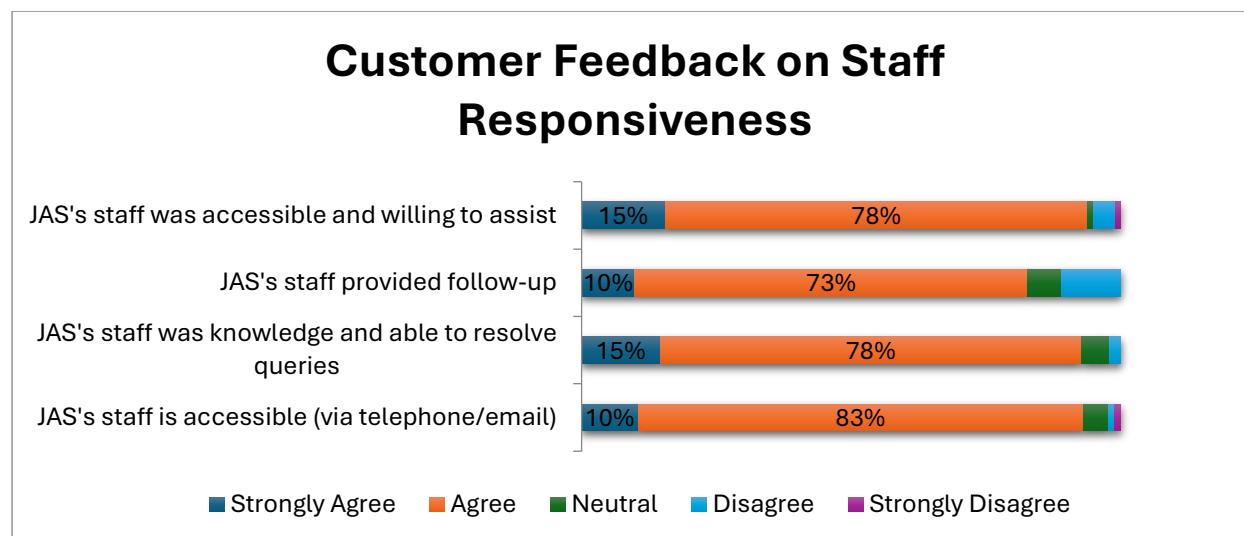 Customer Feedback on Staff
Responsiveness
JAS's staff was accessible and willing to assist
15%
78%
JAS's staff provided follow-up
10%
73%
JAS's staff was knowledge and able to resolve
queries
15%
78%
JAS's staff is accessible (via telephone/email)
10%
83%
Strongly Agree
Agree
Neutral
Disagree
Strongly Disagree